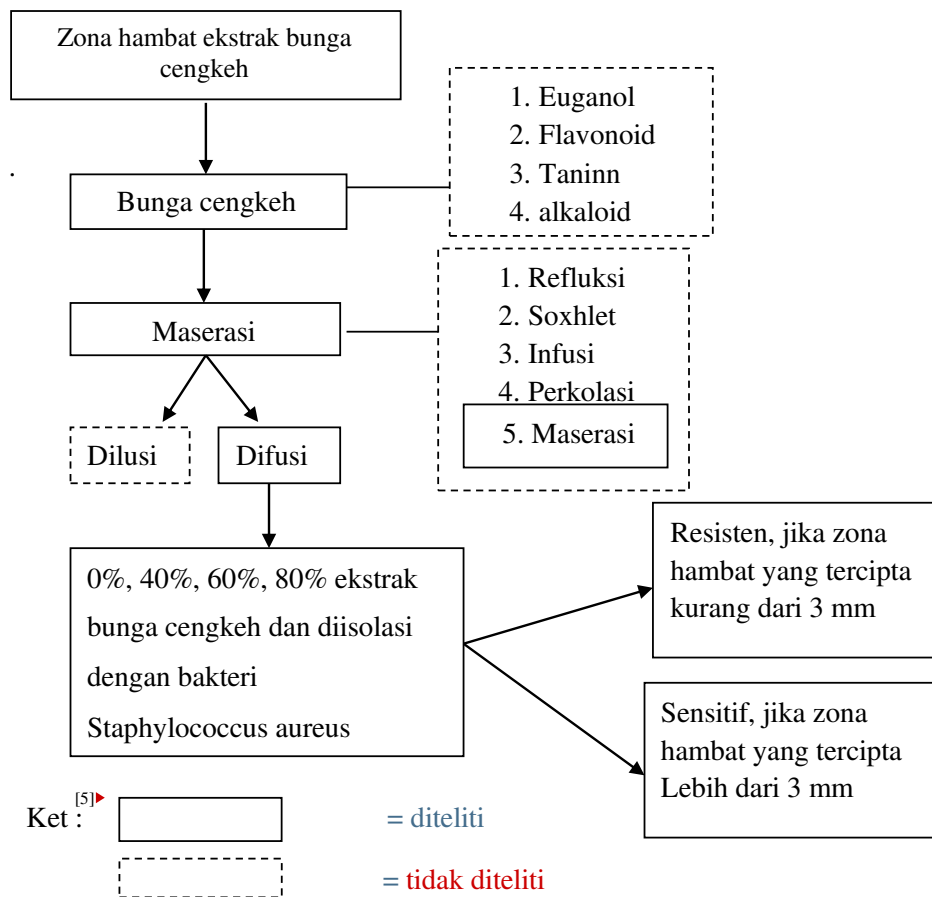 Zona hambat ekstrak bunga
cengkeh
1. Euganol
2. Flavonoid
3. Taninn
4. alkaloid
.
Bunga cengkeh
1. Refluksi
2. Soxhlet
3. Infusi
4. Perkolasi
5. Maserasi
Maserasi
Dilusi
Difusi
0%, 40%, 60%, 80% ekstrak
bunga cengkeh dan diisolasi
dengan bakteri
Staphylococcus aureus
Resisten, jika zona
hambat yang tercipta
kurang dari 3 mm
Sensitif, jika zona
hambat yang tercipta
Lebih dari 3 mm
Ket : [5]
= diteliti
= tidak diteliti